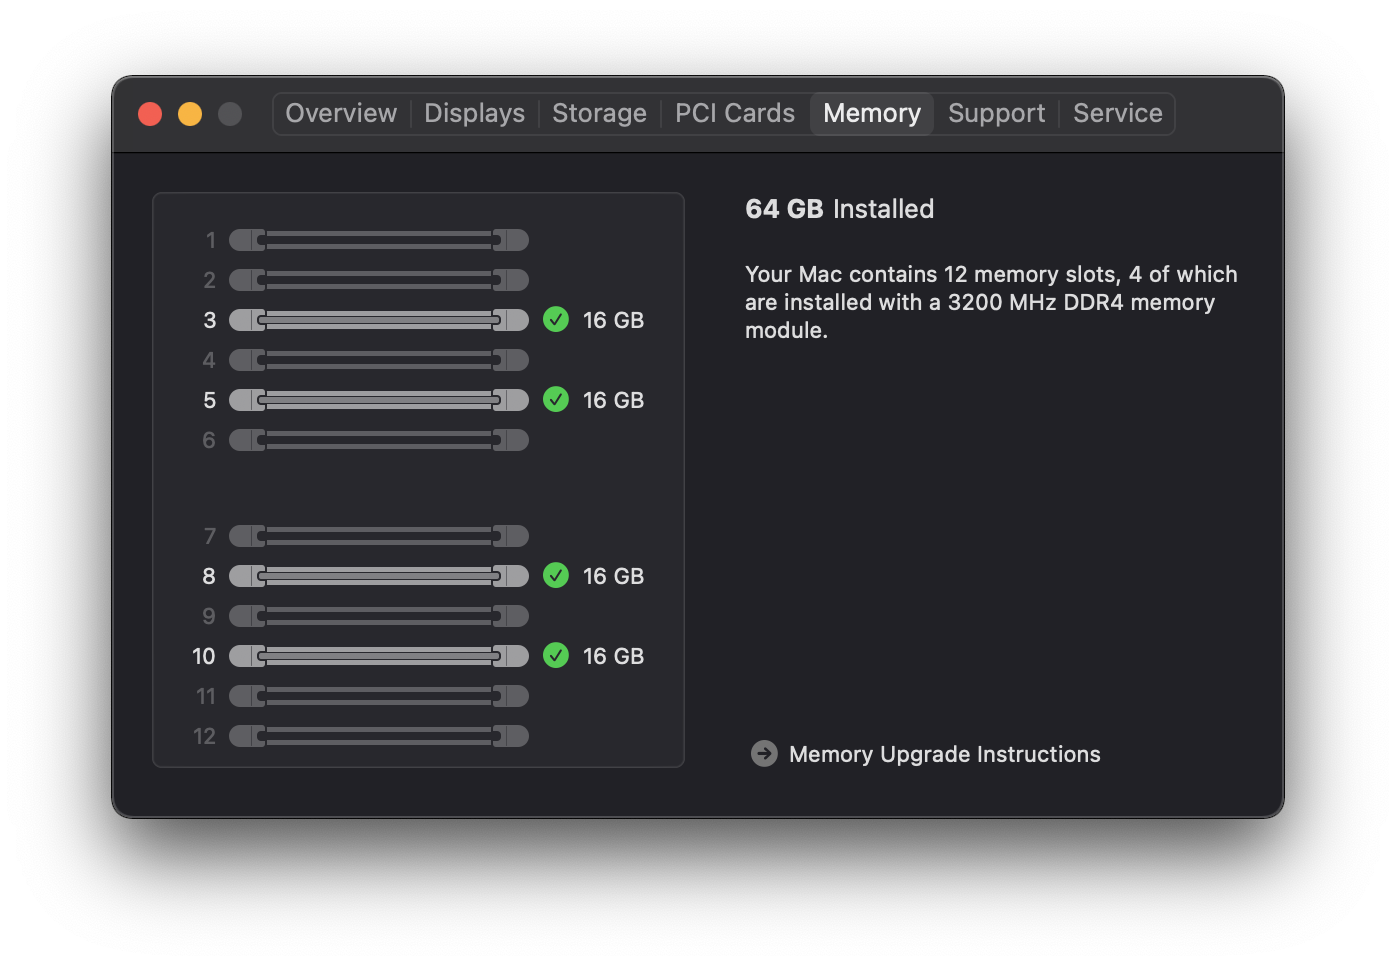 Overview Displays Storage PCI Cards Memory Support Service
1
2
3 16 GB
4
5 16 GB
6
7
8 16 GB
9
10 16 GB
11
12
64 GB Installed
Your Mac contains 12 memory slots, 4 of which
are installed with a 3200 MHz DDR4 memory
module.
Memory Upgrade Instructions